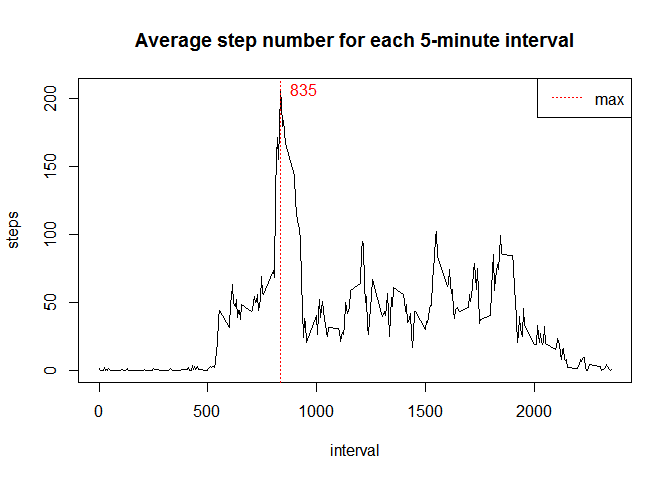 Average step number for each 5-minute interval
835
max
steps
200
150
100
50
0
0 500 1000 1500 2000
interval